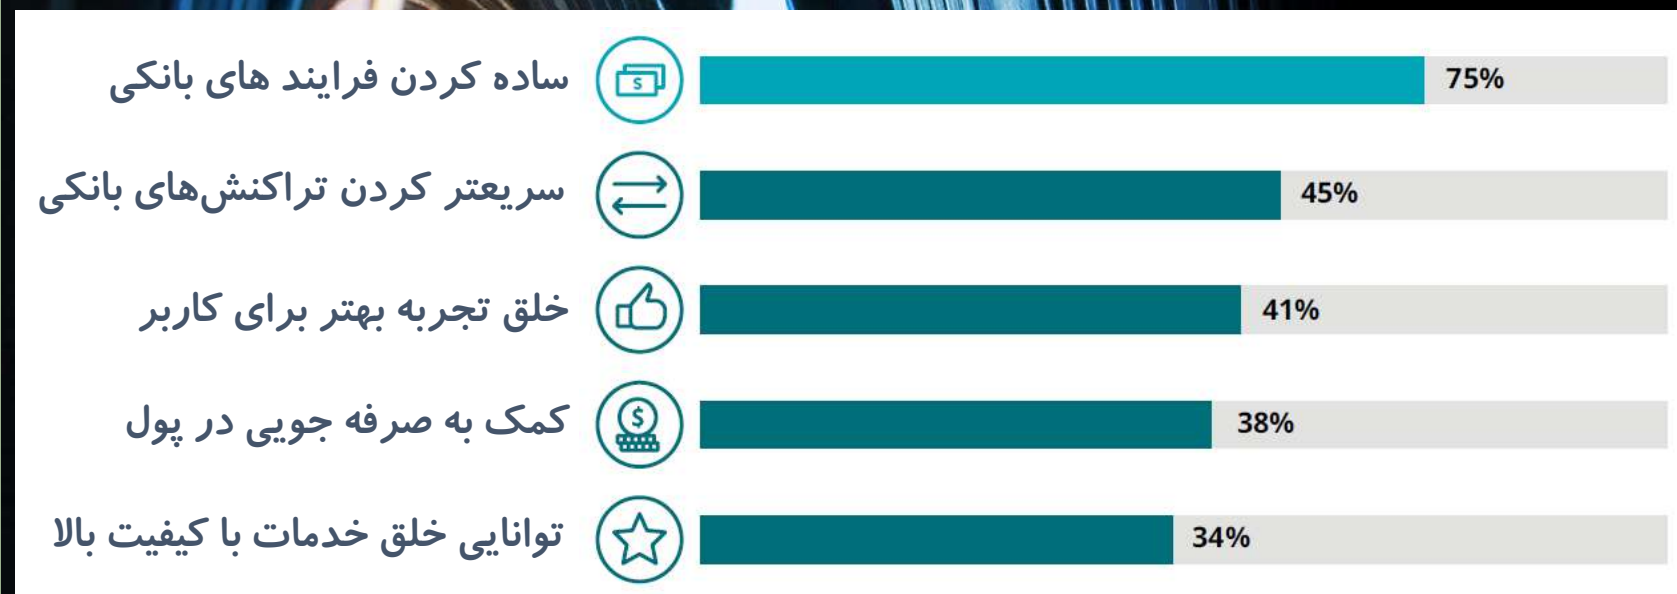 ساده کردن فرایند های بانکی
75%
سریعتر کردن تراکنش‌های بانکی
45%
خلق تجربه بهتر برای کاربر
41%
کمک به صرفه جویی در پول
38%
توانایی خلق خدمات با کیفیت بالا
34%